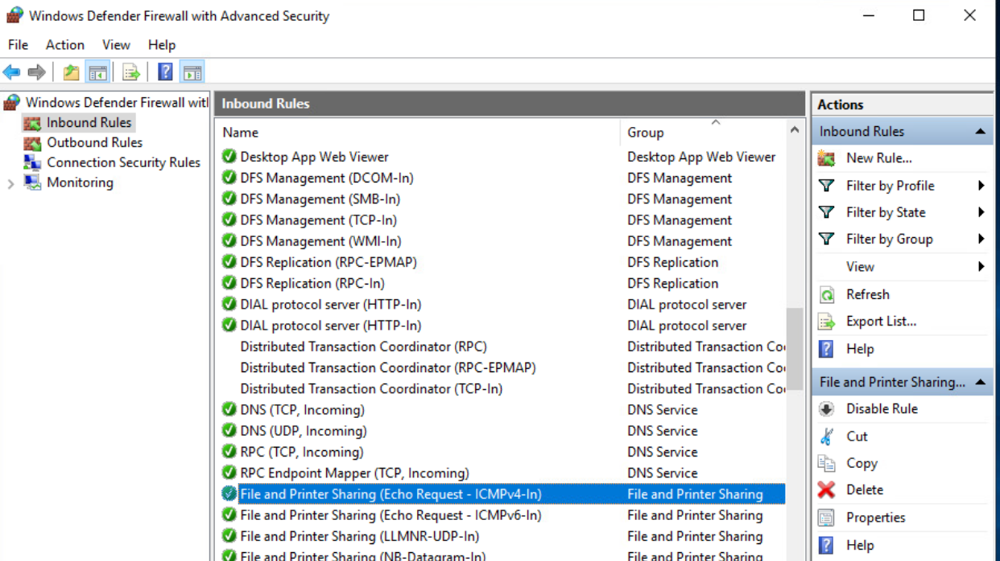 Windows Defender Firewall with Advanced Security
File Action View Help
Windows Defender Firewall wit
Inbound Rules
Outbound Rules
Connection Security Rules
Monitoring
Inbound Rules
Name Group
Desktop App Web Viewer Desktop App Web Viewer
DFS Management (DCOM-In) DFS Management
DFS Management (SMB-In) DFS Management
DFS Management (TCP-In) DFS Management
DFS Management (WMI-In) DFS Management
DFS Replication (RPC-EPMAP) DFS Replication
DFS Replication (RPC-In) DFS Replication
DIAL protocol server (HTTP-In) DIAL protocol server
DIAL protocol server (HTTP-In) DIAL protocol server
Distributed Transaction Coordinator (RPC) Distributed Transaction Co
Distributed Transaction Coordinator (RPC-EPMAP) Distributed Transaction Co
Distributed Transaction Coordinator (TCP-In) Distributed Transaction Co
DNS (TCP, Incoming) DNS Service
DNS (UDP, Incoming) DNS Service
RPC (TCP, Incoming) DNS Service
RPC Endpoint Mapper (TCP, Incoming) DNS Service
File and Printer Sharing (Echo Request - ICMPv4-In) File and Printer Sharing
File and Printer Sharing (Echo Request - ICMPv6-In) File and Printer Sharing
File and Printer Sharing (LLMNR-UDP-In) File and Printer Sharing
File and Printer Sharing (NB-Datagram-In) File and Printer Sharing
Actions
Inbound Rules
New Rule...
Filter by Profile
Filter by State
Filter by Group
View
Refresh
Export List...
Help
File and Printer Sharing...
Disable Rule
Cut
Copy
Delete
Properties
Help